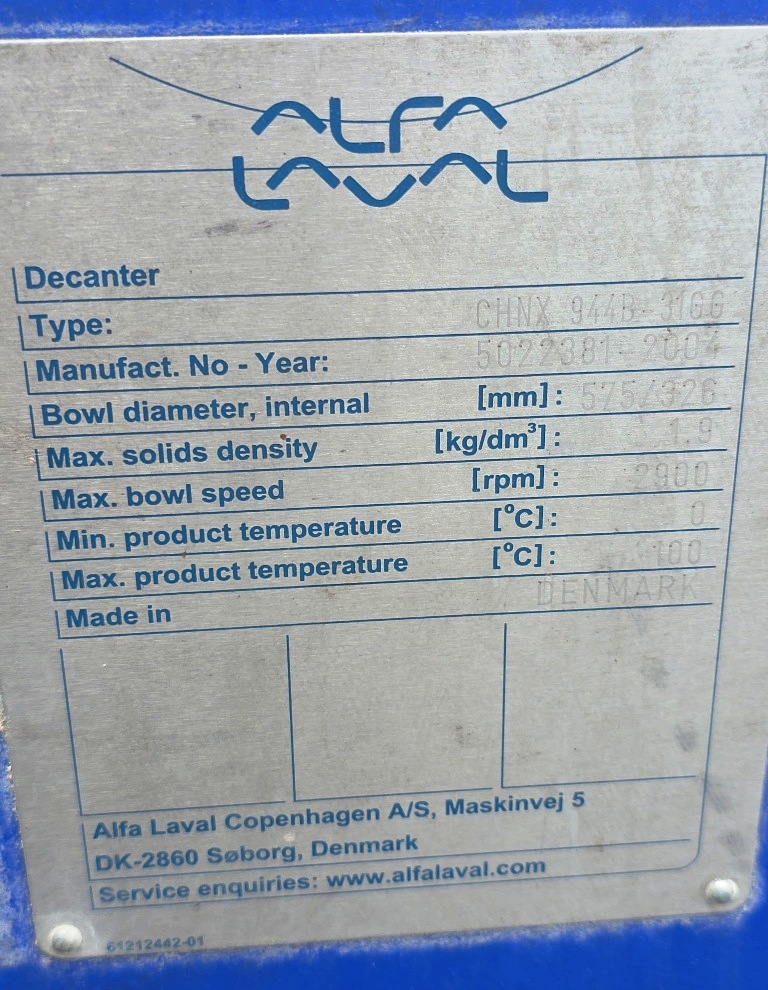 ALFA
LAVAL
Decanter
Type: CHNX 944B-31GG
Manufact. No - Year: 5022381-2004
Bowl diameter, internal [mm]: 575/326
Max. solids density [kg/dm³]: 1.9
Max. bowl speed [rpm]: 2900
Min. product temperature [°C]: 0
Max. product temperature [°C]: 100
Made in DENMARK
Alfa Laval Copenhagen A/S, Maskinvej 5
DK-2860 Søborg, Denmark
Service enquiries: www.alfalaval.com
61212442-01